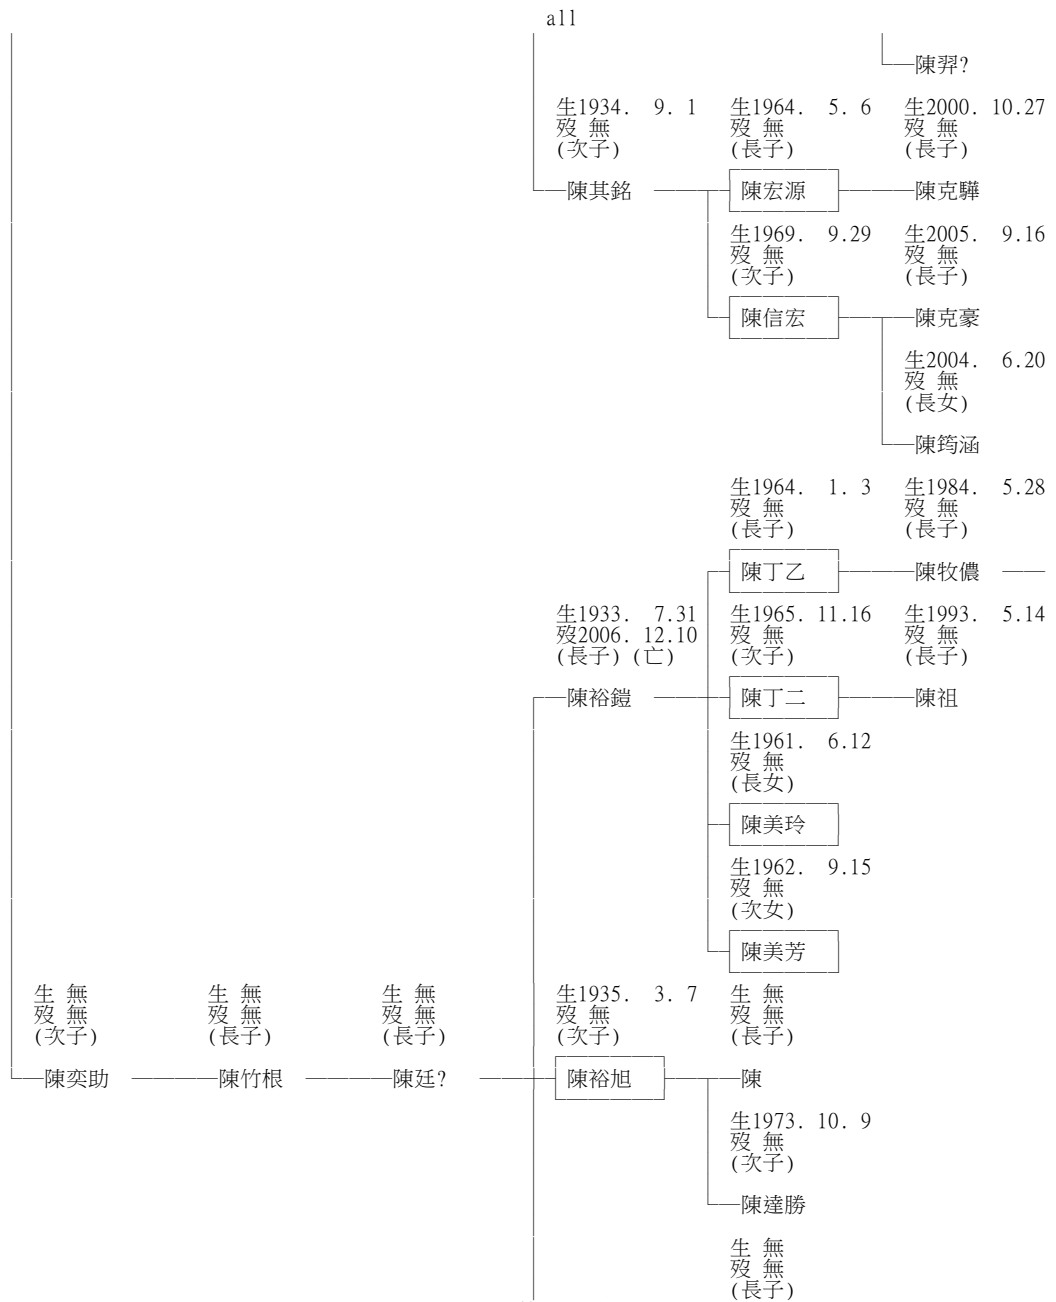 all
陳羿?
生1934. 9. 1 生1964. 5. 6 生2000. 10.27
歿 無 歿 無 歿 無
(次子) (長子) (長子)
陳其銘 陳宏源 陳克驊
生1969. 9.29 生2005. 9.16
歿 無 歿 無
(次子) (長子)
陳信宏 陳克豪
生2004. 6.20
歿 無
(長女)
陳筠涵
生1964. 1. 3 生1984. 5.28
歿 無 歿 無
(長子) (長子)
陳丁乙 陳牧儂
生1933. 7.31 生1965. 11.16 生1993. 5.14
歿2006. 12.10 歿 無 歿 無
(長子) (亡) (次子) (長子)
陳裕鎧 陳丁二 陳祖
生1961. 6.12
歿 無
(長女)
陳美玲
生1962. 9.15
歿 無
(次女)
陳美芳
生 無 生 無 生 無 生1935. 3. 7 生 無
歿 無 歿 無 歿 無 歿 無 歿 無
(次子) (長子) (長子) (次子) (長子)
陳奕助 陳竹根 陳廷? 陳裕旭 陳
生1973. 10. 9
歿 無
(次子)
陳達勝
生 無
歿 無
(長子)